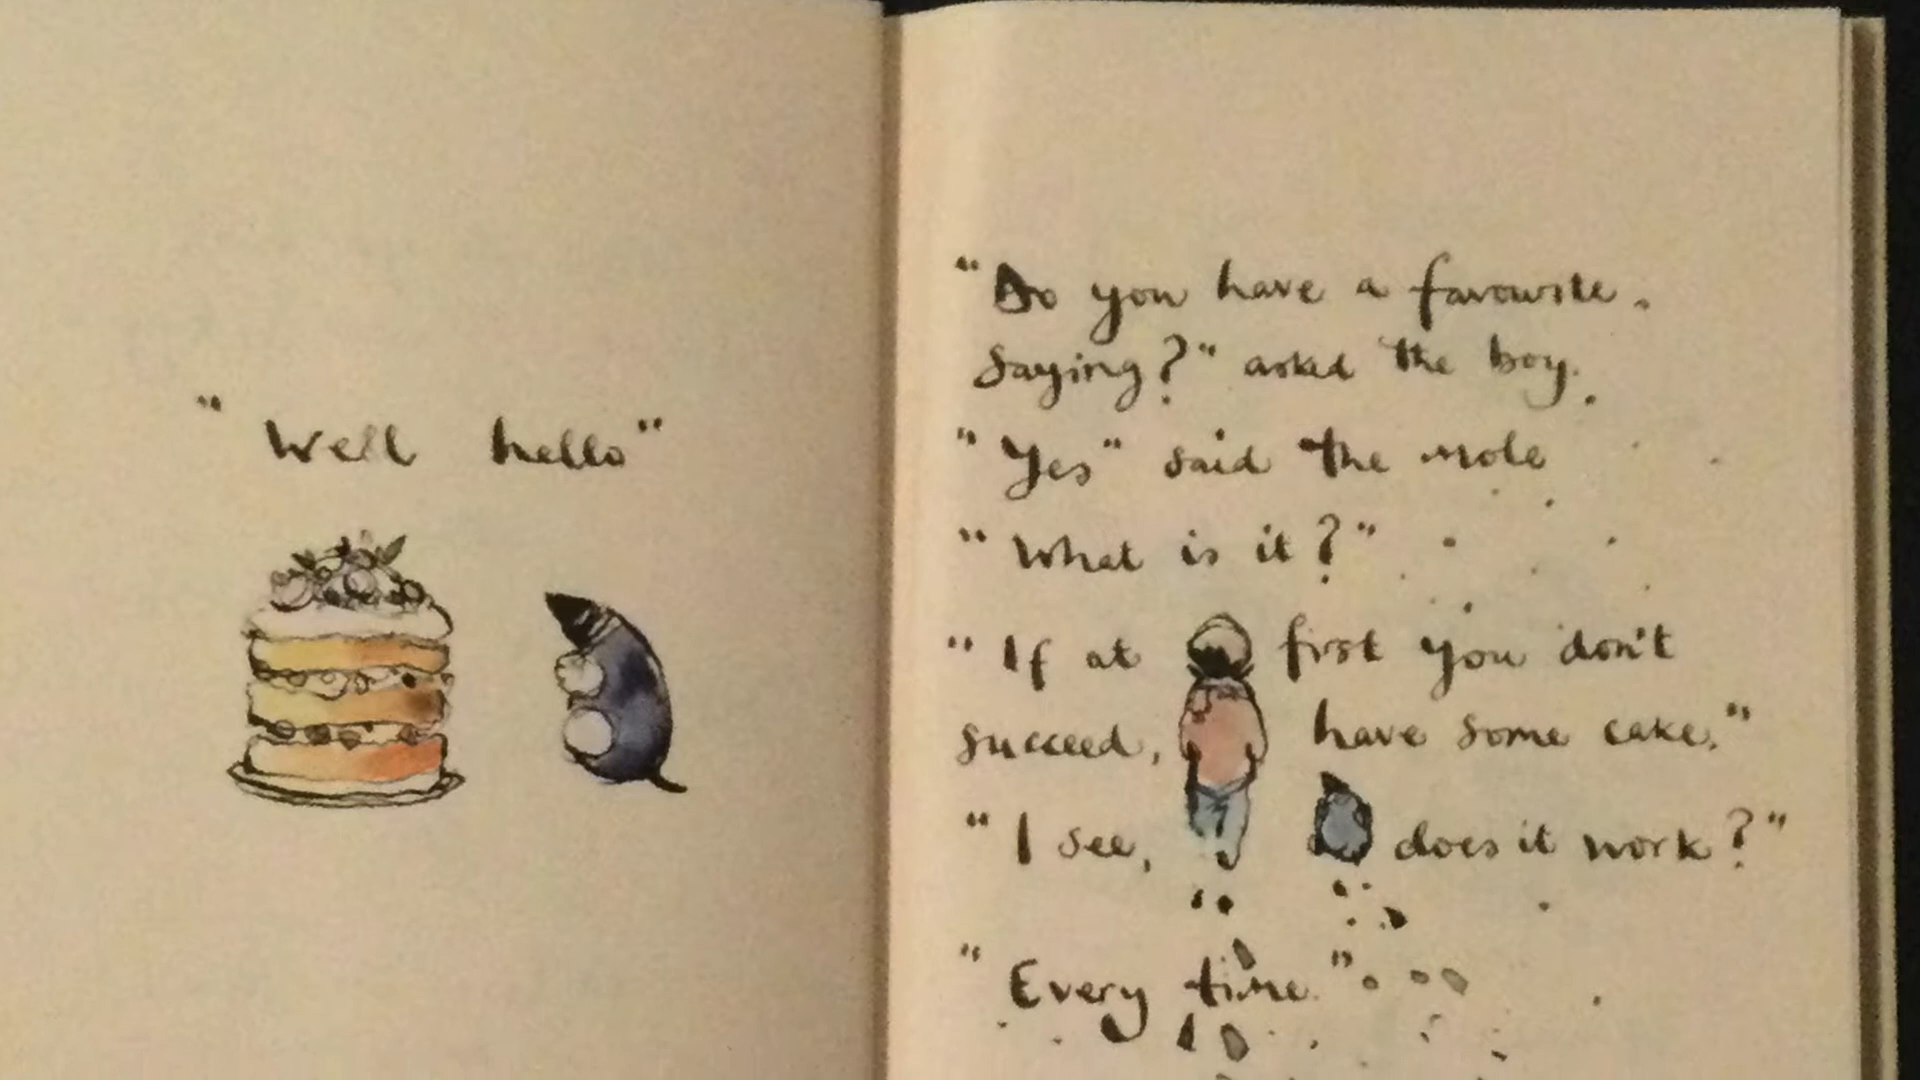 " Well hello "
"Do you have a favourite
saying?" asked the boy.
"Yes" said the mole
"What is it?"
"If at first you don't
succeed, have some cake."
"I see, does it work?"
"Every time."